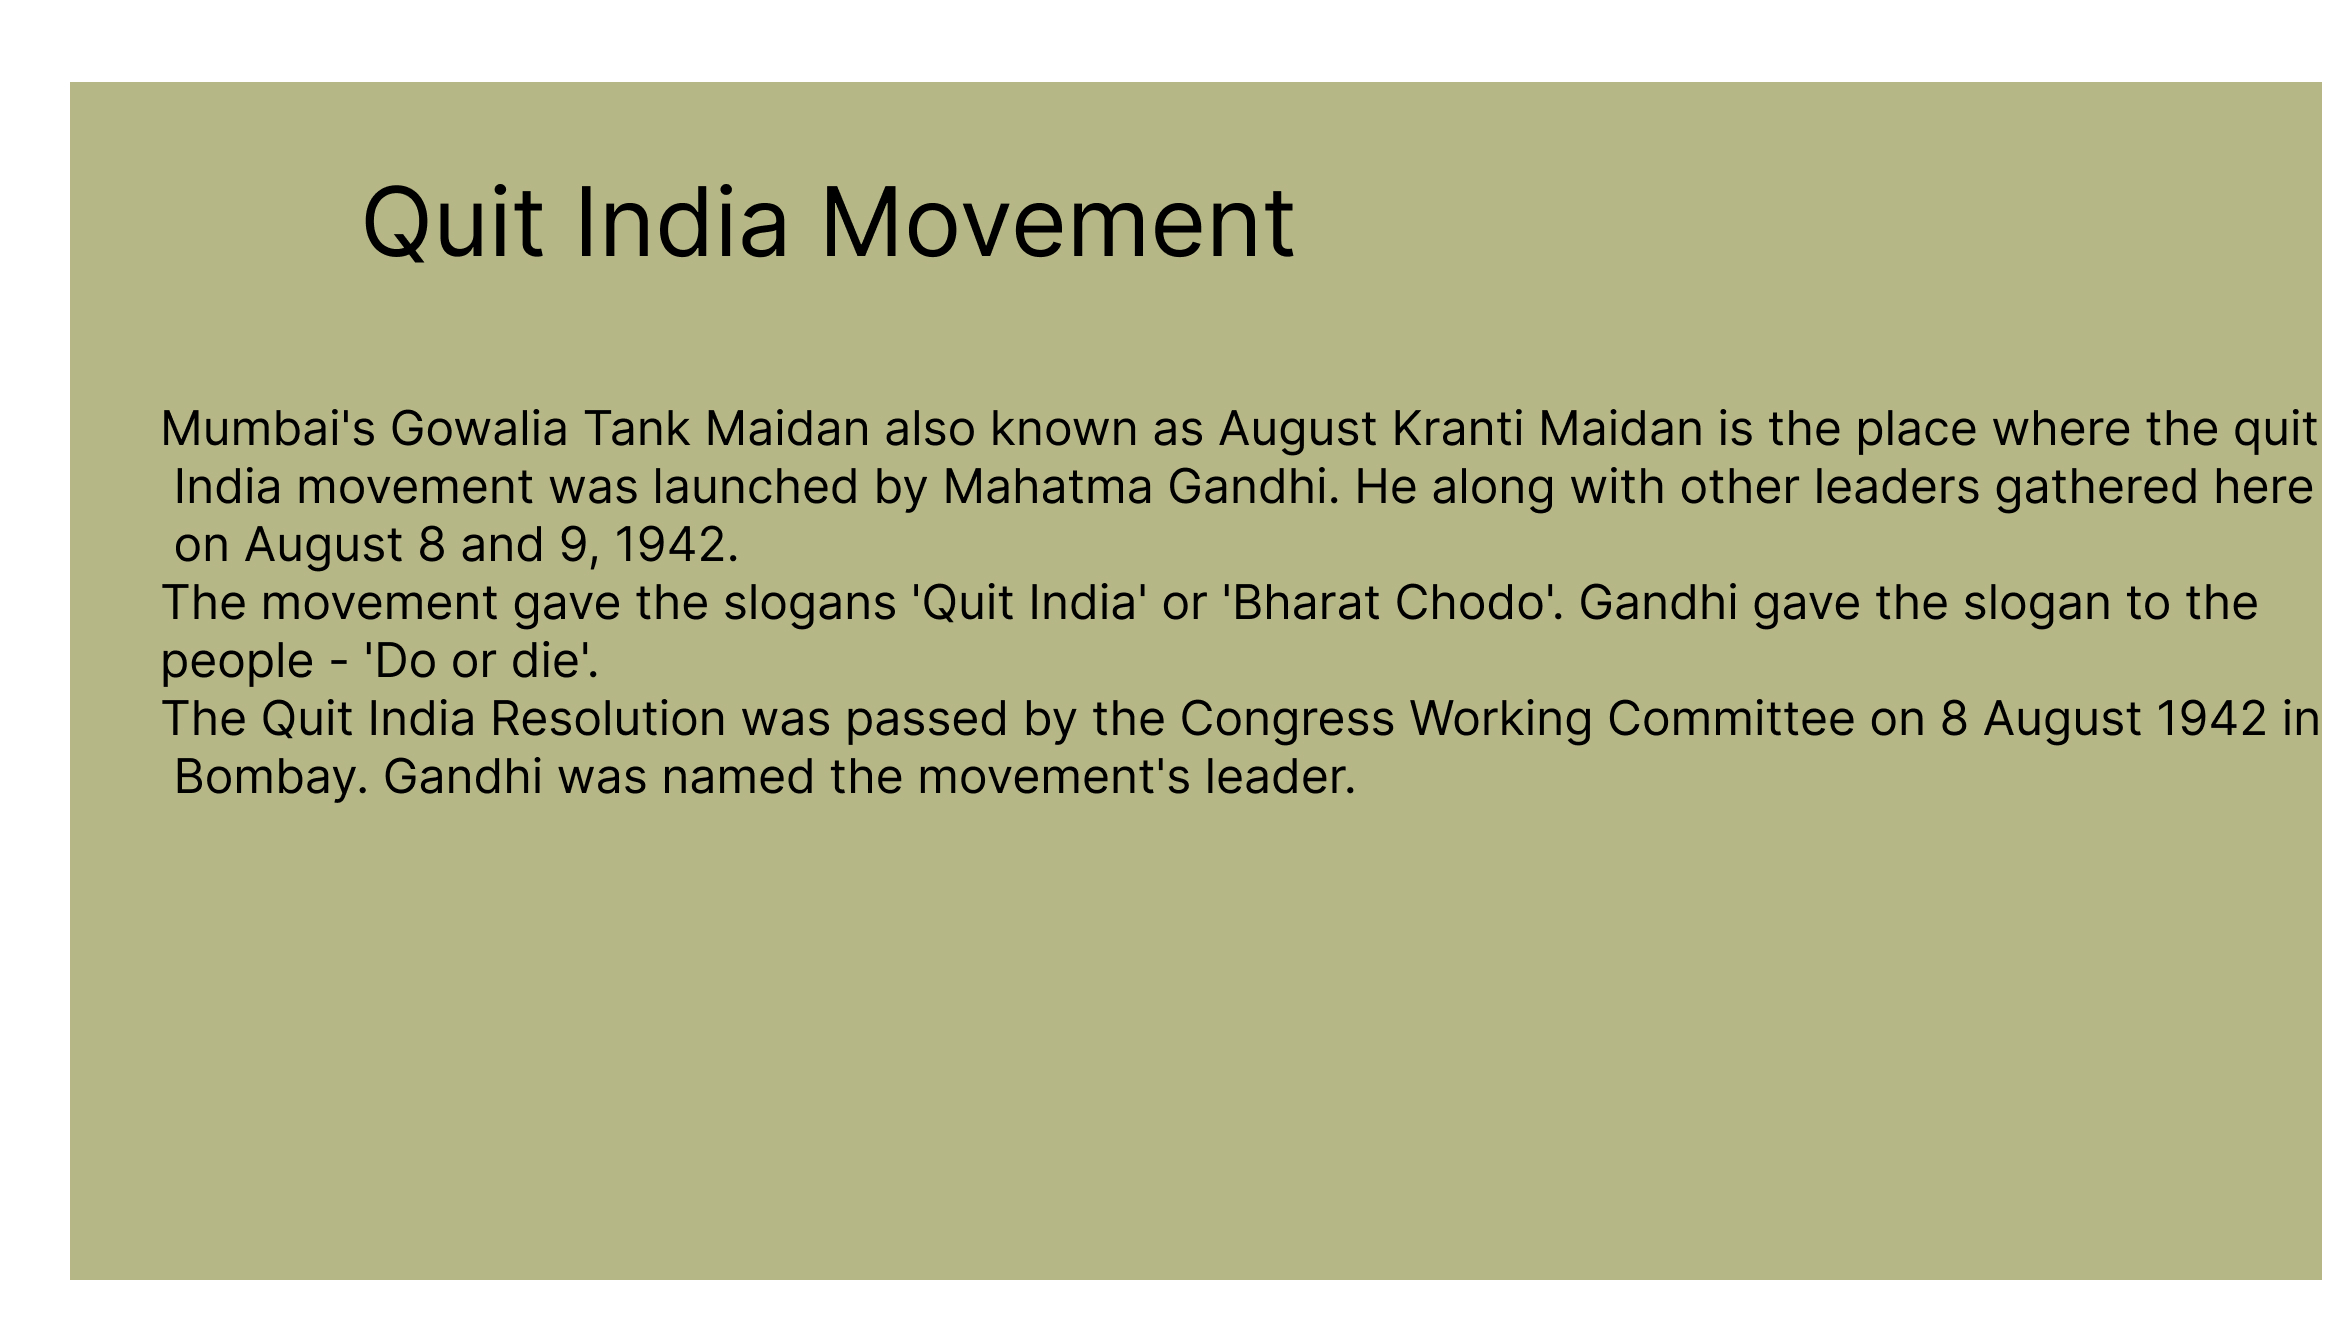 Quit India Movement
Mumbai's Gowalia Tank Maidan also known as August Kranti Maidan is the place where the quit
India movement was launched by Mahatma Gandhi. He along with other leaders gathered here
on August 8 and 9, 1942.
The movement gave the slogans 'Quit India' or 'Bharat Chodo'. Gandhi gave the slogan to the
people - 'Do or die'.
The Quit India Resolution was passed by the Congress Working Committee on 8 August 1942 in
Bombay. Gandhi was named the movement's leader.